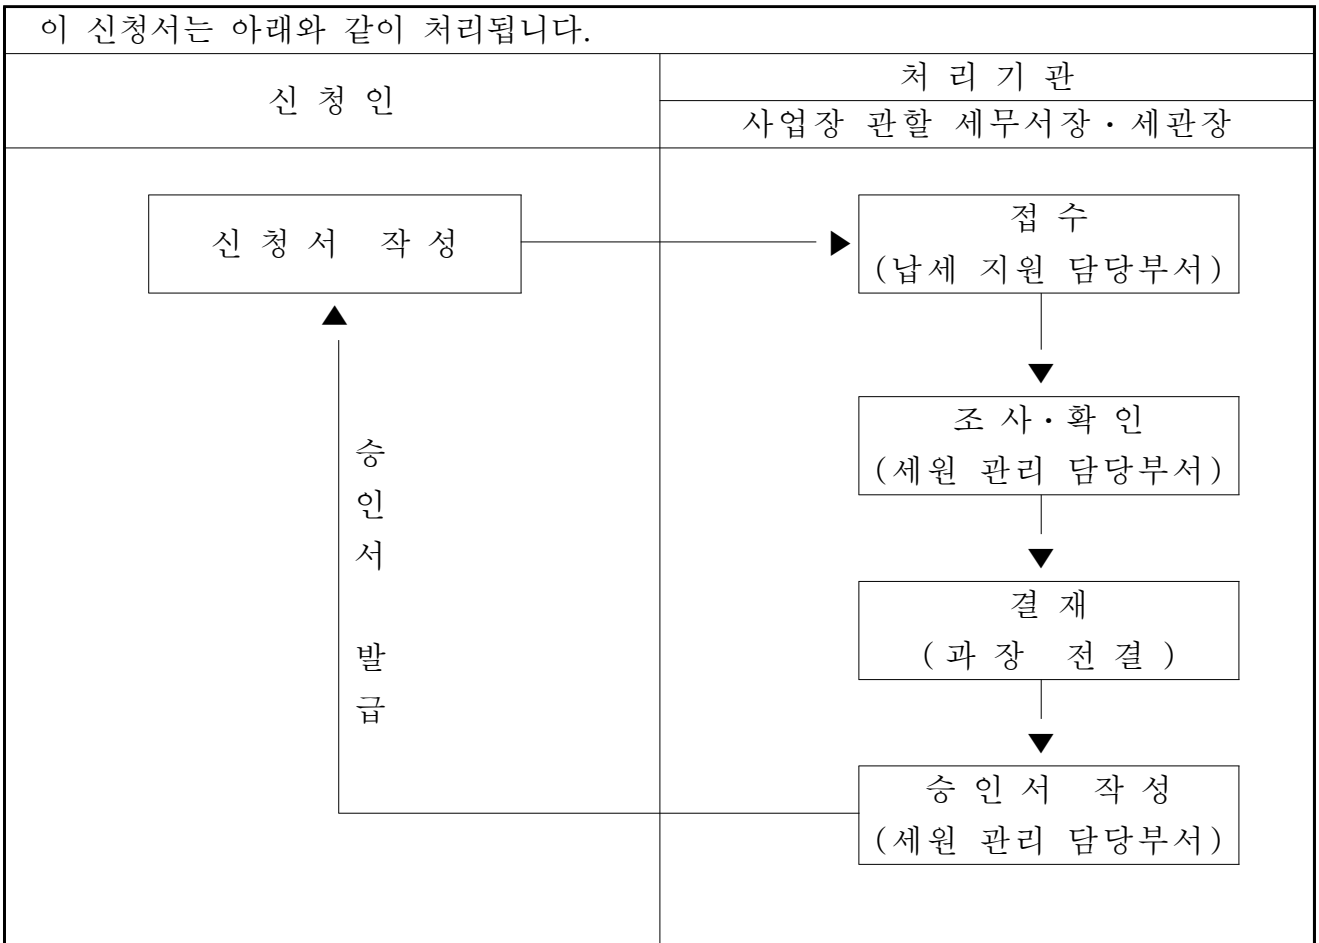 이 신청서는 아래와 같이 처리됩니다.
신 청 인
처 리 기 관
사업장 관할 세무서장·세관장
신 청 서 작 성
접 수
(납세 지원 담당부서)
조 사·확 인
(세원 관리 담당부서)
결 재
( 과 장 전 결 )
승 인 서 작 성
(세원 관리 담당부서)
승
인
서
발
급